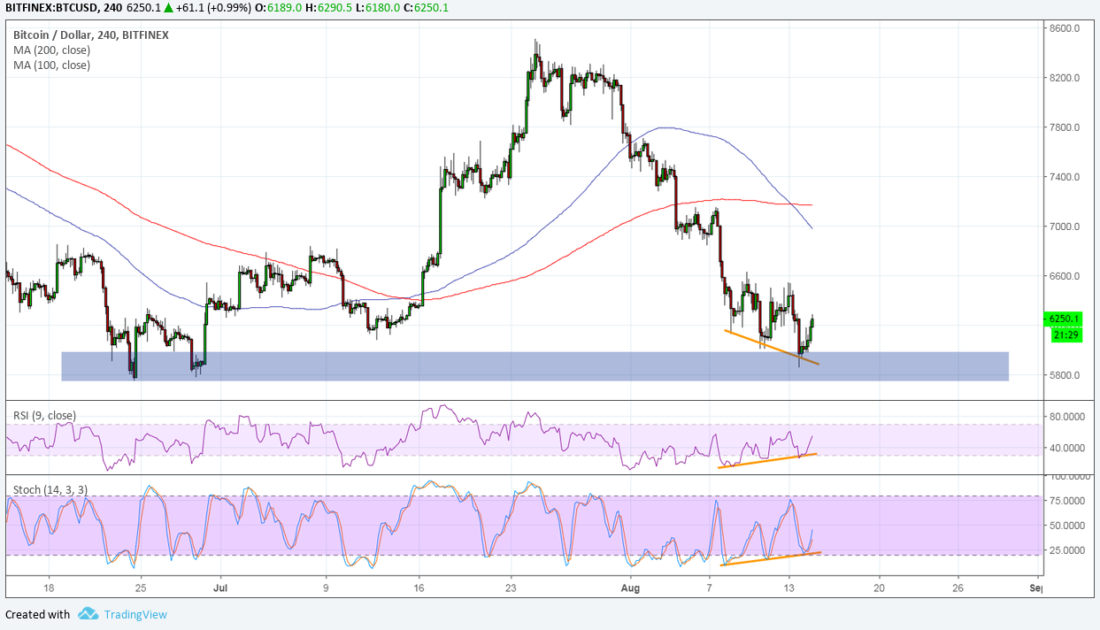 BITFINEX:BTCUSD, 240 6250.1 ▲ +61.1 (+0.99%) O:6189.0 H:6290.5 L:6180.0 C:6250.1
Bitcoin / Dollar, 240, BITFINEX
MA (200, close)
MA (100, close)
8600.0
8200.0
7800.0
7400.0
7000.0
6600.0
6250.1
21:29
5800.0
RSI (9, close)
80.0000
40.0000
Stoch (14, 3, 3)
100.0000
75.0000
50.0000
25.0000
18 25 Jul 9 16 23 Aug 7 13 20 26 Sep
Created with TradingView